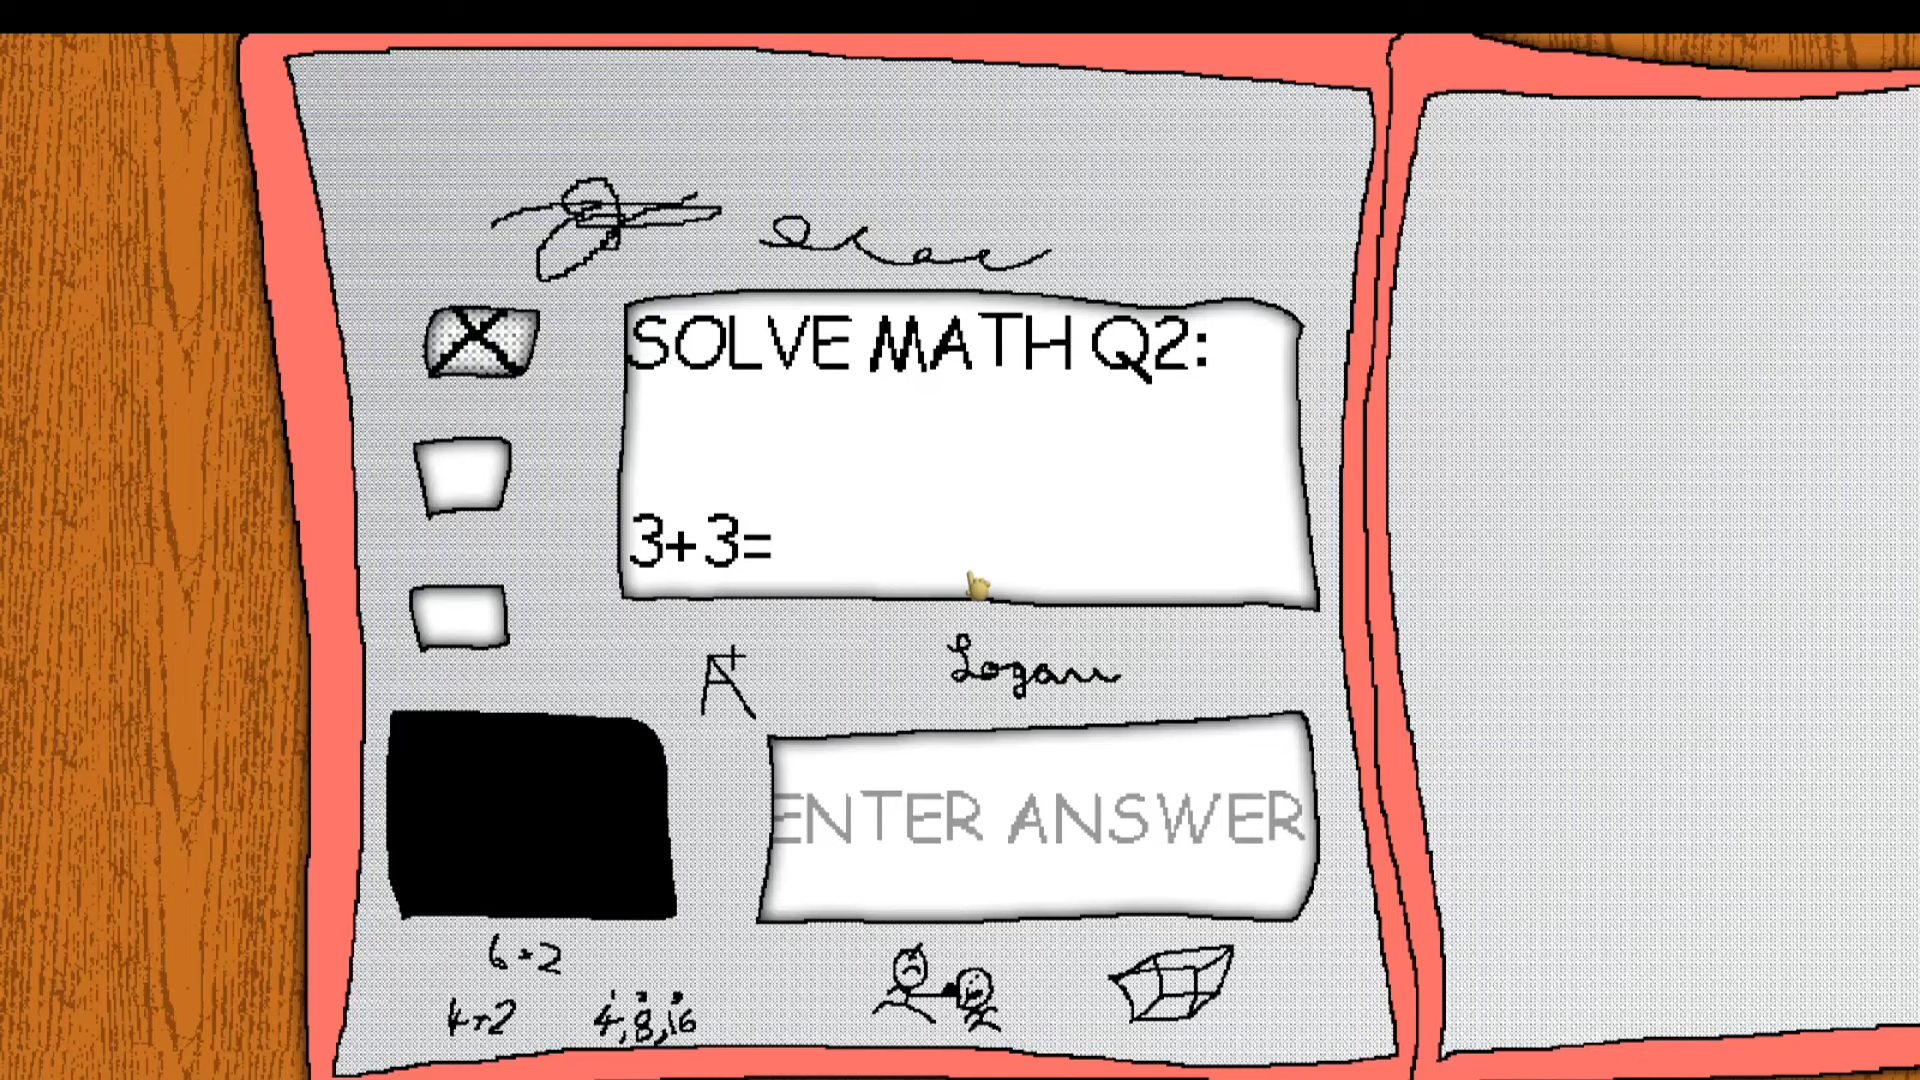 SOLVE MATH Q2:
3+3=
A+
Logan
ENTER ANSWER
6+2
4+2
4,8,16